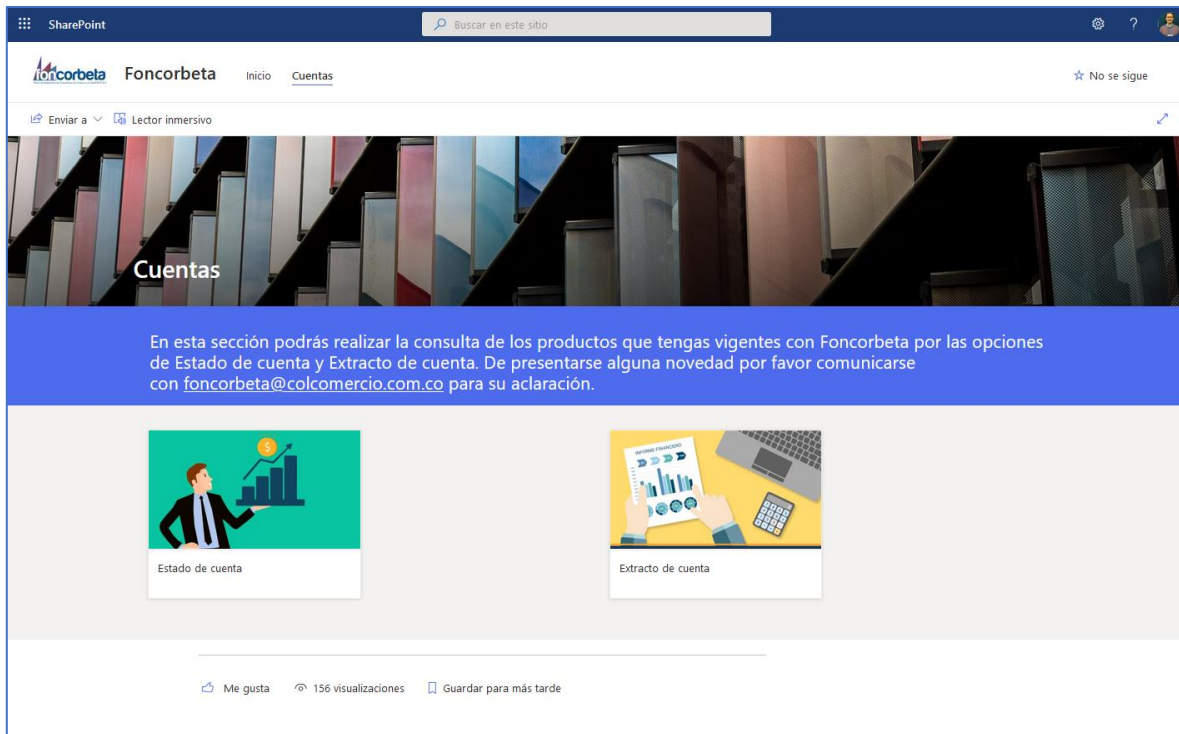 SharePoint
Buscar en este sitio
?
foncorbeta
Foncorbeta
Inicio
Cuentas
No se sigue
Enviar a
Lector inmersivo
Cuentas
En esta sección podrás realizar la consulta de los productos que tengas vigentes con Foncorbeta por las opciones
de Estado de cuenta y Extracto de cuenta. De presentarse alguna novedad por favor comunicarse
con foncorbeta@colcomercio.com.co para su aclaración.
$
INFORME FINANCIERO
Estado de cuenta
Extracto de cuenta
Me gusta
156 visualizaciones
Guardar para más tarde